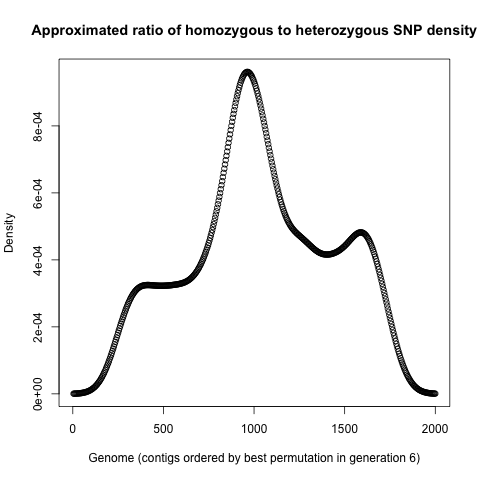 Approximated ratio of homozygous to heterozygous SNP density
8e-04
6e-04
4e-04
2e-04
0e+00
Density
0 500 1000 1500 2000
Genome (contigs ordered by best permutation in generation 6)